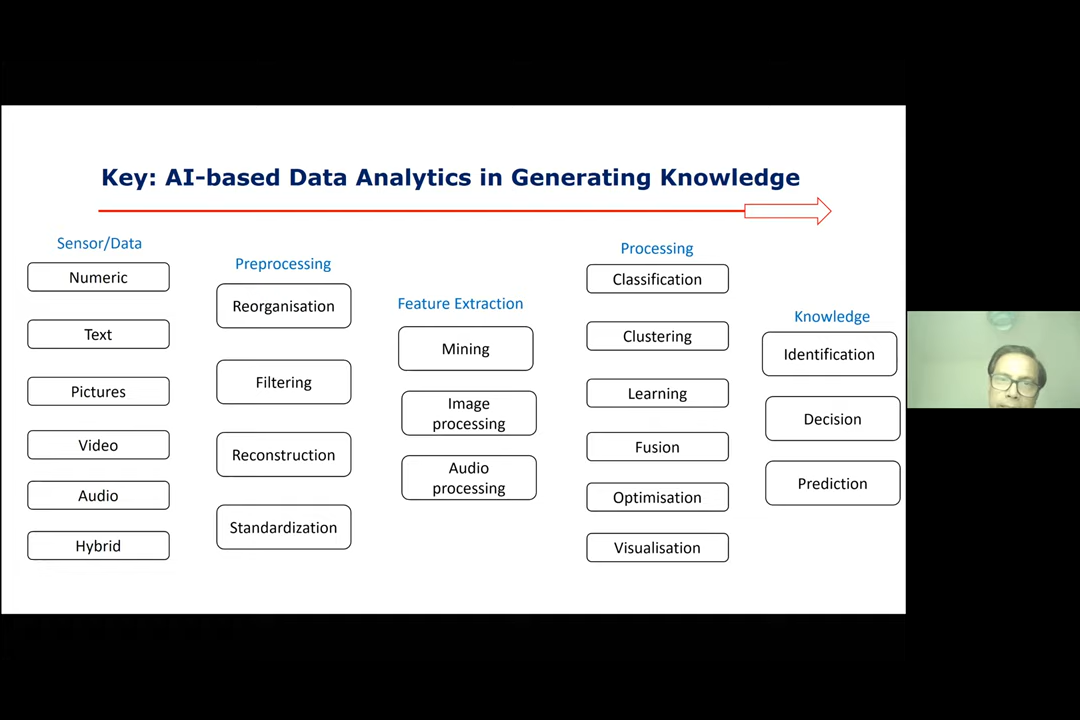 Key: AI-based Data Analytics in Generating Knowledge
Sensor/Data
Numeric
Text
Pictures
Video
Audio
Hybrid
Preprocessing
Reorganisation
Filtering
Reconstruction
Standardization
Feature Extraction
Mining
Image
processing
Audio
processing
Processing
Classification
Clustering
Learning
Fusion
Optimisation
Visualisation
Knowledge
Identification
Decision
Prediction